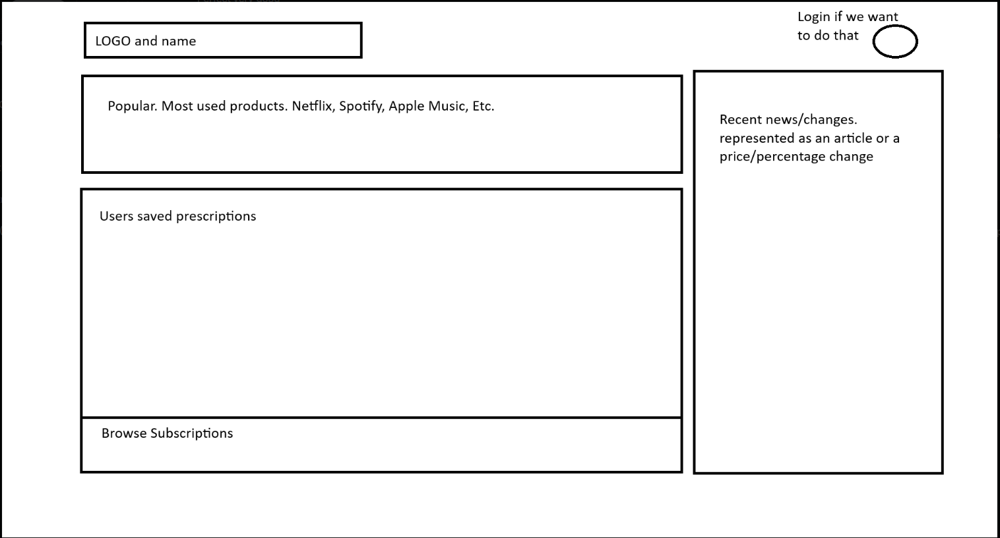 Login if we want
to do that
LOGO and name
Popular. Most used products. Netflix, Spotify, Apple Music, Etc.
Recent news/changes.
represented as an article or a
price/percentage change
Users saved prescriptions
Browse Subscriptions